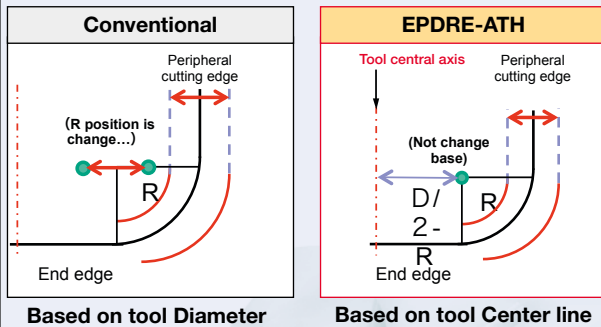 Conventional
Peripheral
cutting edge
(R position is
change...)
R
End edge
Based on tool Diameter
EPDRE-ATH
Tool central axis
Peripheral
cutting edge
(Not change
base)
D/
2-
R
R
End edge
Based on tool Center line